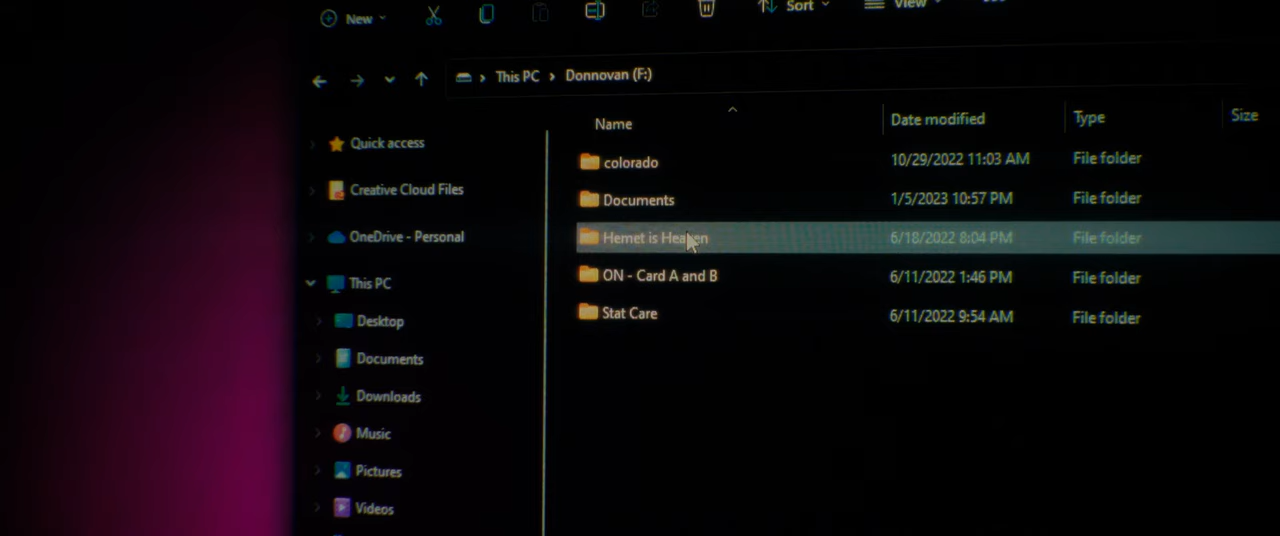 New Sort View
This PC > Donnovan (F:)
Name Date modified Type Size
Quick access
Creative Cloud Files
OneDrive - Personal
This PC
Desktop
Documents
Downloads
Music
Pictures
Videos
colorado 10/29/2022 11:03 AM File folder
Documents 1/5/2023 10:57 PM File folder
Hemet is Heaven 6/18/2022 8:04 PM File folder
ON - Card A and B 6/11/2022 1:46 PM File folder
Stat Care 6/11/2022 9:54 AM File folder